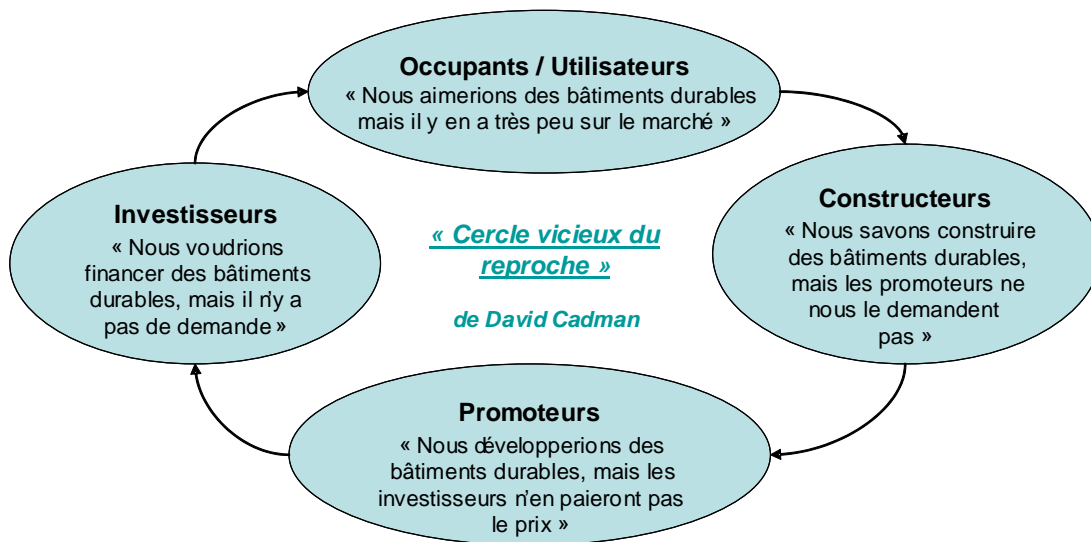 Occupants / Utilisateurs
« Nous aimerions des bâtiments durables
mais il y en a très peu sur le marché »
Constructeurs
« Nous savons construire
des bâtiments durables,
mais les promoteurs ne
nous le demandent
pas »
Investisseurs
« Nous voudrions
financer des bâtiments
durables, mais il n'y a
pas de demande »
« Cercle vicieux du
reproche »
de David Cadman
Promoteurs
« Nous développerions des
bâtiments durables, mais les
investisseurs n'en paieront pas
le prix »